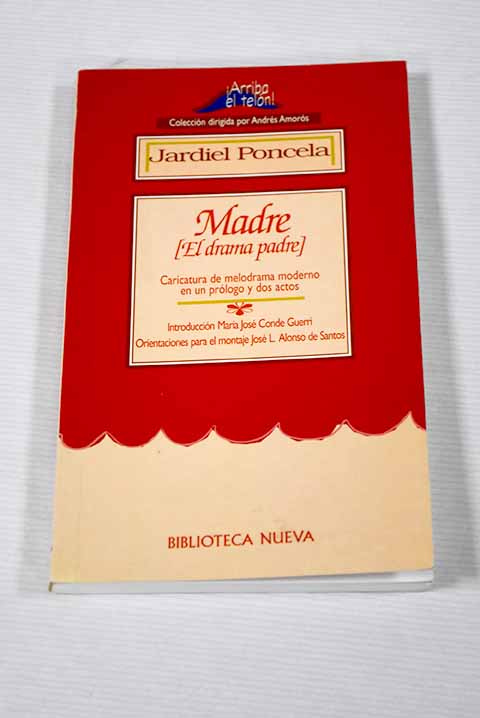 ¡Arriba
el telón!
Colección dirigida por Andrés Amorós
Jardiel Poncela
Madre
[El drama padre]
Caricatura de melodrama moderno
en un prólogo y dos actos
Introducción María José Conde Guerri
Orientaciones para el montaje José L. Alonso de Santos
BIBLIOTECA NUEVA